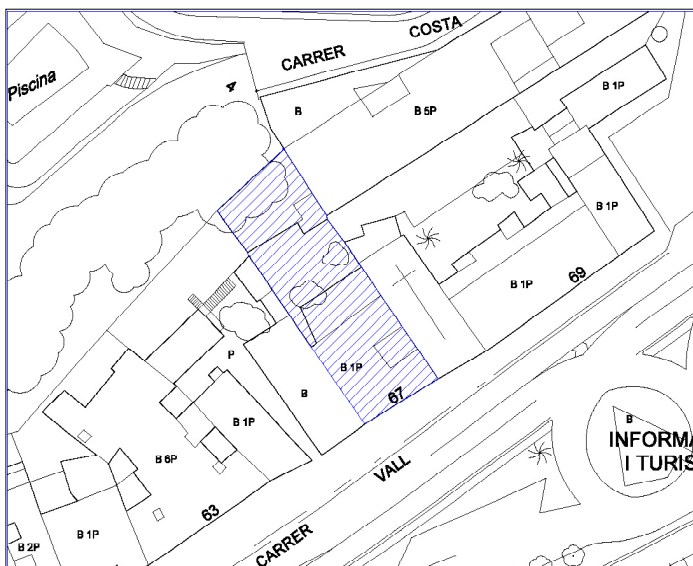 COSTA
CARRER
Piscina
4
B 1P
B
B 5P
B 1P
B 1P
69
P
B 1P
67
B
B 1P
B
INFORMA
I TURIS
B 6P
VALL
63
B 1P
B 2P
CARRER